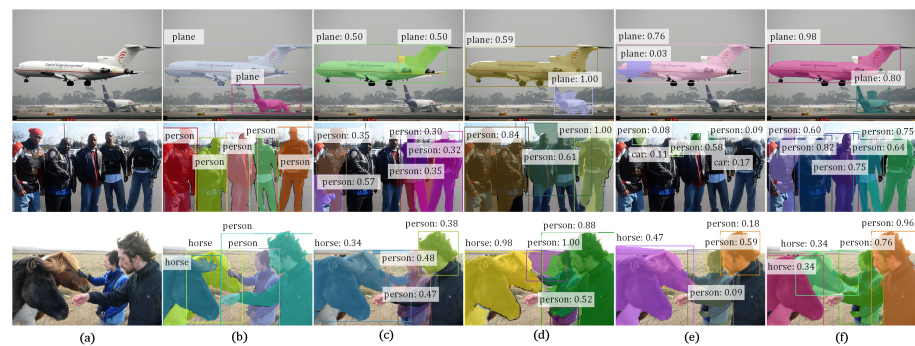 plane
plane
plane: 0.50
plane: 0.50
plane: 0.59
plane: 1.00
plane: 0.76
plane: 0.03
plane: 0.98
plane: 0.80
person
person
person
person
person: 0.35
person: 0.30
person: 0.32
person: 0.35
person: 0.57
person: 0.84
person: 1.00
person: 0.61
person: 0.08
person: 0.09
person: 0.58
car: 0.11
car: 0.17
person: 0.60
person: 0.75
person: 0.82
person: 0.64
person: 0.75
person
horse
person
horse
horse: 0.34
person: 0.38
person: 0.48
person: 0.47
horse: 0.98
person: 0.88
person: 1.00
person: 0.52
horse: 0.47
person: 0.18
person: 0.59
person: 0.09
person: 0.96
horse: 0.34
person: 0.76
horse: 0.34
(a)
(b)
(c)
(d)
(e)
(f)